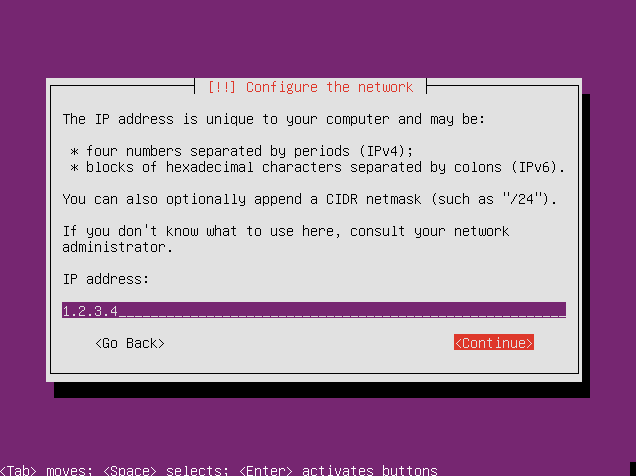 [!!] Configure the network
The IP address is unique to your computer and may be:
* four numbers separated by periods (IPv4);
* blocks of hexadecimal characters separated by colons (IPv6).
You can also optionally append a CIDR netmask (such as "/24").
If you don't know what to use here, consult your network
administrator.
IP address:
1.2.3.4
<Go Back> <Continue>
<Tab> moves; <Space> selects; <Enter> activates buttons